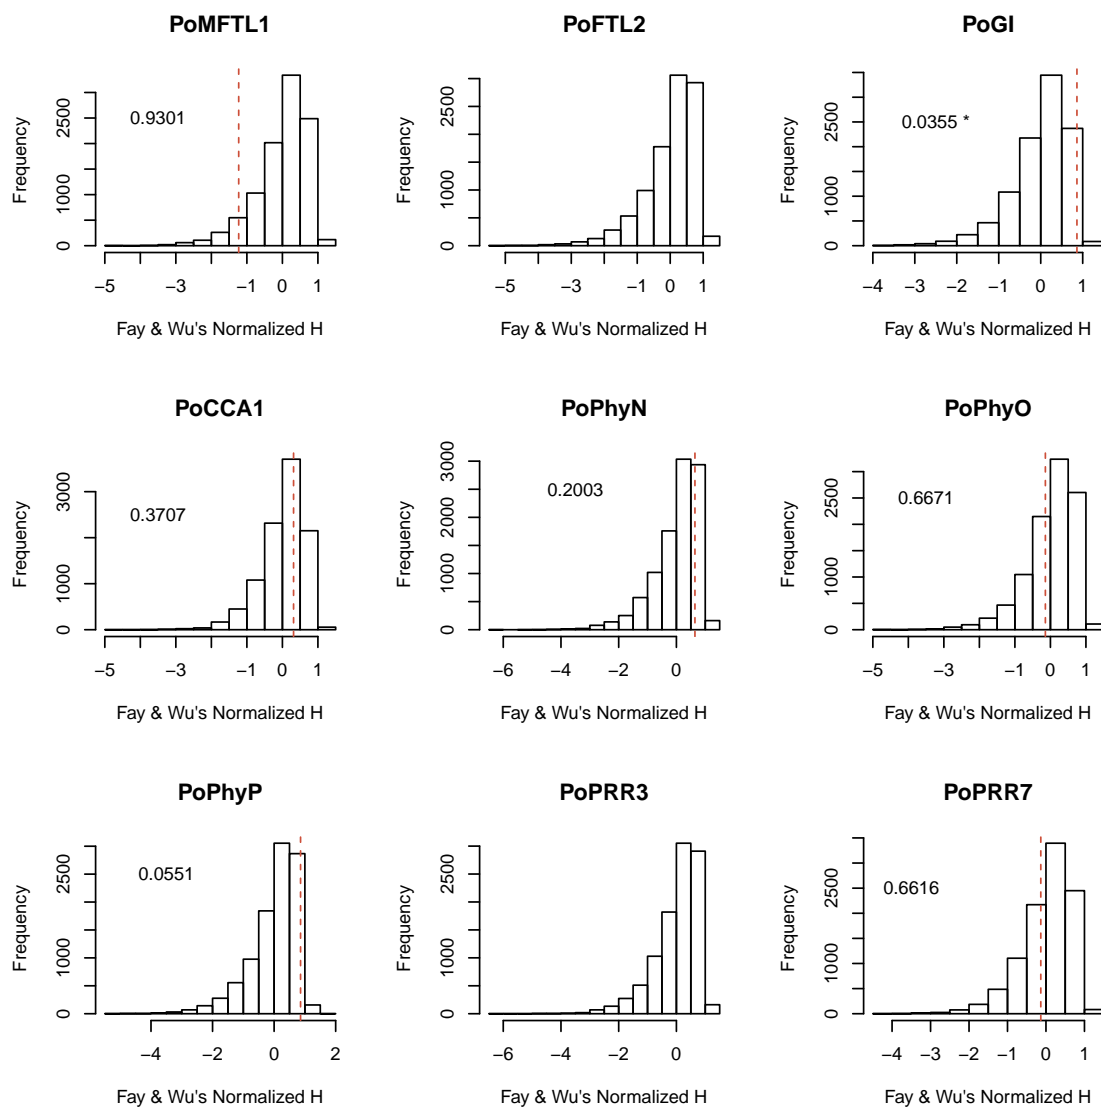 PoMFTL1
Frequency
0 1000 2500
0.9301
−5 −3 −1 0 1
Fay & Wu's Normalized H
PoFTL2
Frequency
0 1000 2500
−5 −3 −1 0 1
Fay & Wu's Normalized H
PoGI
Frequency
0 1000 2500
0.0355 *
−4 −3 −2 −1 0 1
Fay & Wu's Normalized H
PoCCA1
Frequency
0 1000 3000
0.3707
−5 −3 −1 0 1
Fay & Wu's Normalized H
PoPhyN
Frequency
0 1000 2000 3000
0.2003
−6 −4 −2 0
Fay & Wu's Normalized H
PoPhyO
Frequency
0 1000 2500
0.6671
−5 −3 −1 0 1
Fay & Wu's Normalized H
PoPhyP
Frequency
0 1000 2500
0.0551
−4 −2 0 2
Fay & Wu's Normalized H
PoPRR3
Frequency
0 1000 2500
−6 −4 −2 0
Fay & Wu's Normalized H
PoPRR7
Frequency
0 1000 2500
0.6616
−4 −3 −2 −1 0 1
Fay & Wu's Normalized H